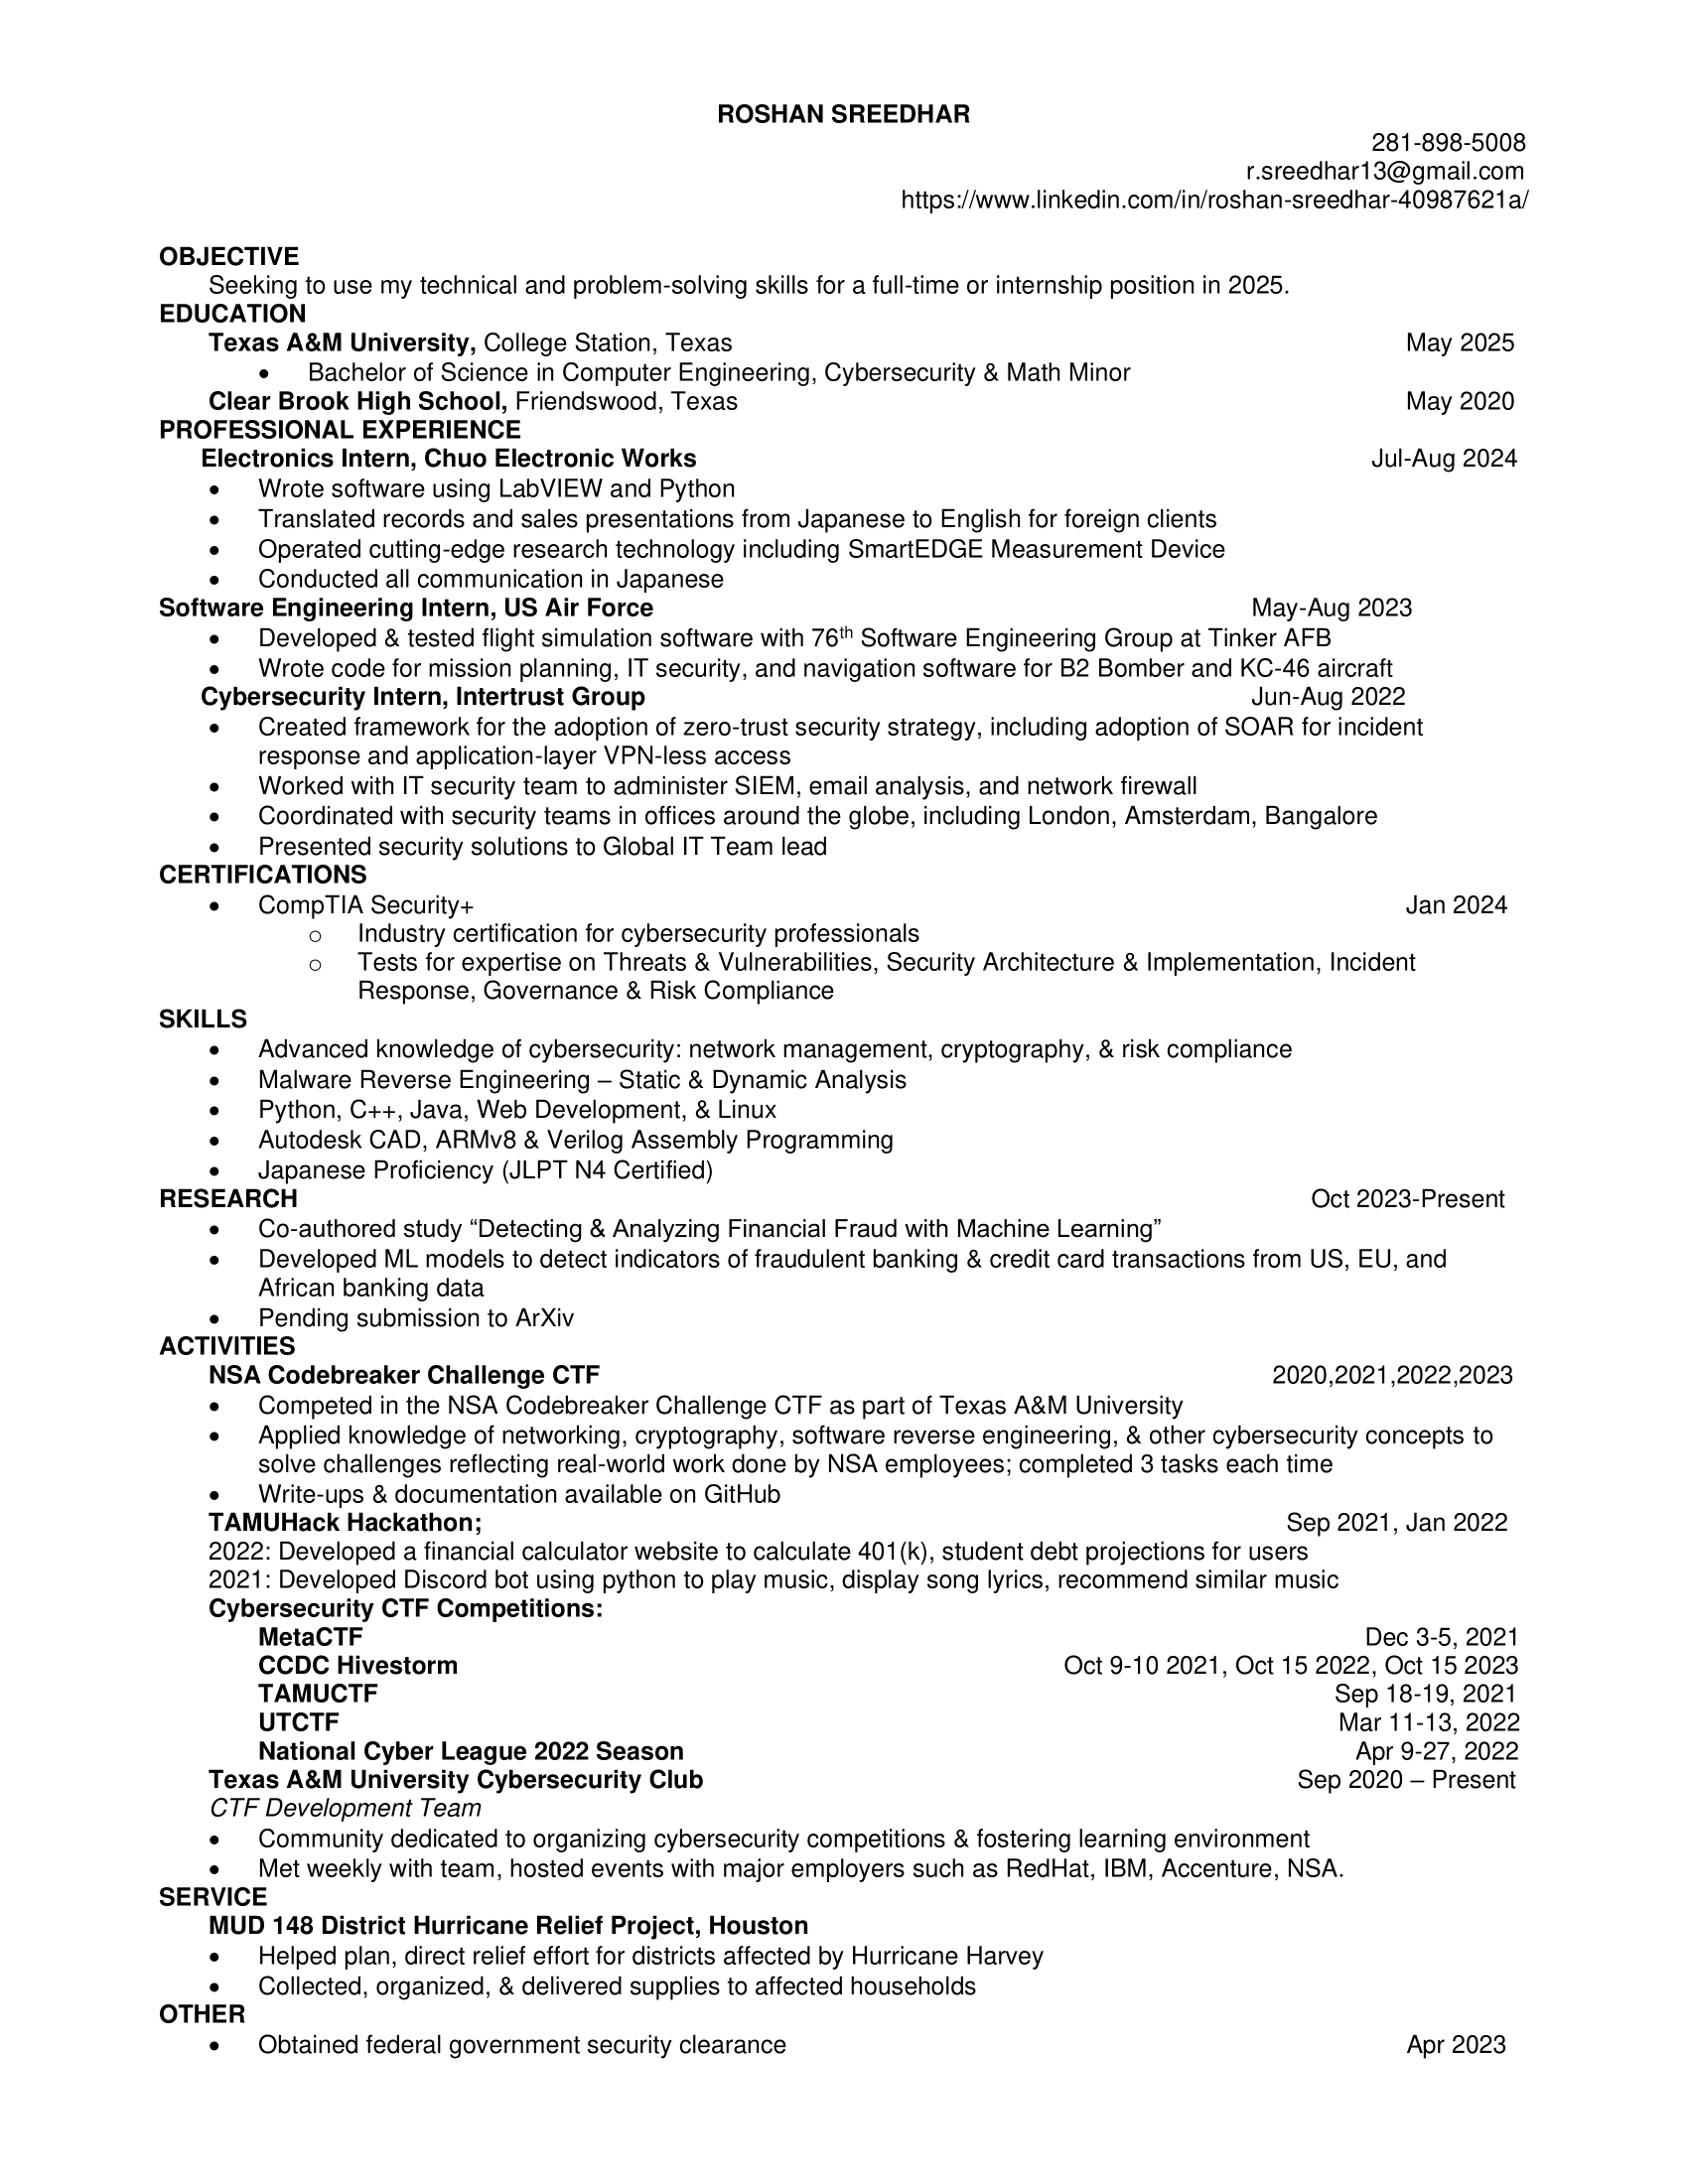 ROSHAN SREEDHAR
281-898-5008
r.sreedhar13@gmail.com
https://www.linkedin.com/in/roshan-sreedhar-40987621a/
OBJECTIVE
Seeking to use my technical and problem-solving skills for a full-time or internship position in 2025.
EDUCATION
Texas A&M University, College Station, Texas May 2025
• Bachelor of Science in Computer Engineering, Cybersecurity & Math Minor
Clear Brook High School, Friendswood, Texas May 2020
PROFESSIONAL EXPERIENCE
Electronics Intern, Chuo Electronic Works Jul-Aug 2024
• Wrote software using LabVIEW and Python
• Translated records and sales presentations from Japanese to English for foreign clients
• Operated cutting-edge research technology including SmartEDGE Measurement Device
• Conducted all communication in Japanese
Software Engineering Intern, US Air Force May-Aug 2023
• Developed & tested flight simulation software with 76th Software Engineering Group at Tinker AFB
• Wrote code for mission planning, IT security, and navigation software for B2 Bomber and KC-46 aircraft
Cybersecurity Intern, Intertrust Group Jun-Aug 2022
• Created framework for the adoption of zero-trust security strategy, including adoption of SOAR for incident
response and application-layer VPN-less access
• Worked with IT security team to administer SIEM, email analysis, and network firewall
• Coordinated with security teams in offices around the globe, including London, Amsterdam, Bangalore
• Presented security solutions to Global IT Team lead
CERTIFICATIONS
• CompTIA Security+ Jan 2024
o Industry certification for cybersecurity professionals
o Tests for expertise on Threats & Vulnerabilities, Security Architecture & Implementation, Incident
Response, Governance & Risk Compliance
SKILLS
• Advanced knowledge of cybersecurity: network management, cryptography, & risk compliance
• Malware Reverse Engineering – Static & Dynamic Analysis
• Python, C++, Java, Web Development, & Linux
• Autodesk CAD, ARMv8 & Verilog Assembly Programming
• Japanese Proficiency (JLPT N4 Certified)
RESEARCH Oct 2023-Present
• Co-authored study “Detecting & Analyzing Financial Fraud with Machine Learning”
• Developed ML models to detect indicators of fraudulent banking & credit card transactions from US, EU, and
African banking data
• Pending submission to ArXiv
ACTIVITIES
NSA Codebreaker Challenge CTF 2020,2021,2022,2023
• Competed in the NSA Codebreaker Challenge CTF as part of Texas A&M University
• Applied knowledge of networking, cryptography, software reverse engineering, & other cybersecurity concepts to
solve challenges reflecting real-world work done by NSA employees; completed 3 tasks each time
• Write-ups & documentation available on GitHub
TAMUHack Hackathon; Sep 2021, Jan 2022
2022: Developed a financial calculator website to calculate 401(k), student debt projections for users
2021: Developed Discord bot using python to play music, display song lyrics, recommend similar music
Cybersecurity CTF Competitions:
MetaCTF Dec 3-5, 2021
CCDC Hivestorm Oct 9-10 2021, Oct 15 2022, Oct 15 2023
TAMUCTF Sep 18-19, 2021
UTCTF Mar 11-13, 2022
National Cyber League 2022 Season Apr 9-27, 2022
Texas A&M University Cybersecurity Club Sep 2020 – Present
CTF Development Team
• Community dedicated to organizing cybersecurity competitions & fostering learning environment
• Met weekly with team, hosted events with major employers such as RedHat, IBM, Accenture, NSA.
SERVICE
MUD 148 District Hurricane Relief Project, Houston
• Helped plan, direct relief effort for districts affected by Hurricane Harvey
• Collected, organized, & delivered supplies to affected households
OTHER
• Obtained federal government security clearance Apr 2023